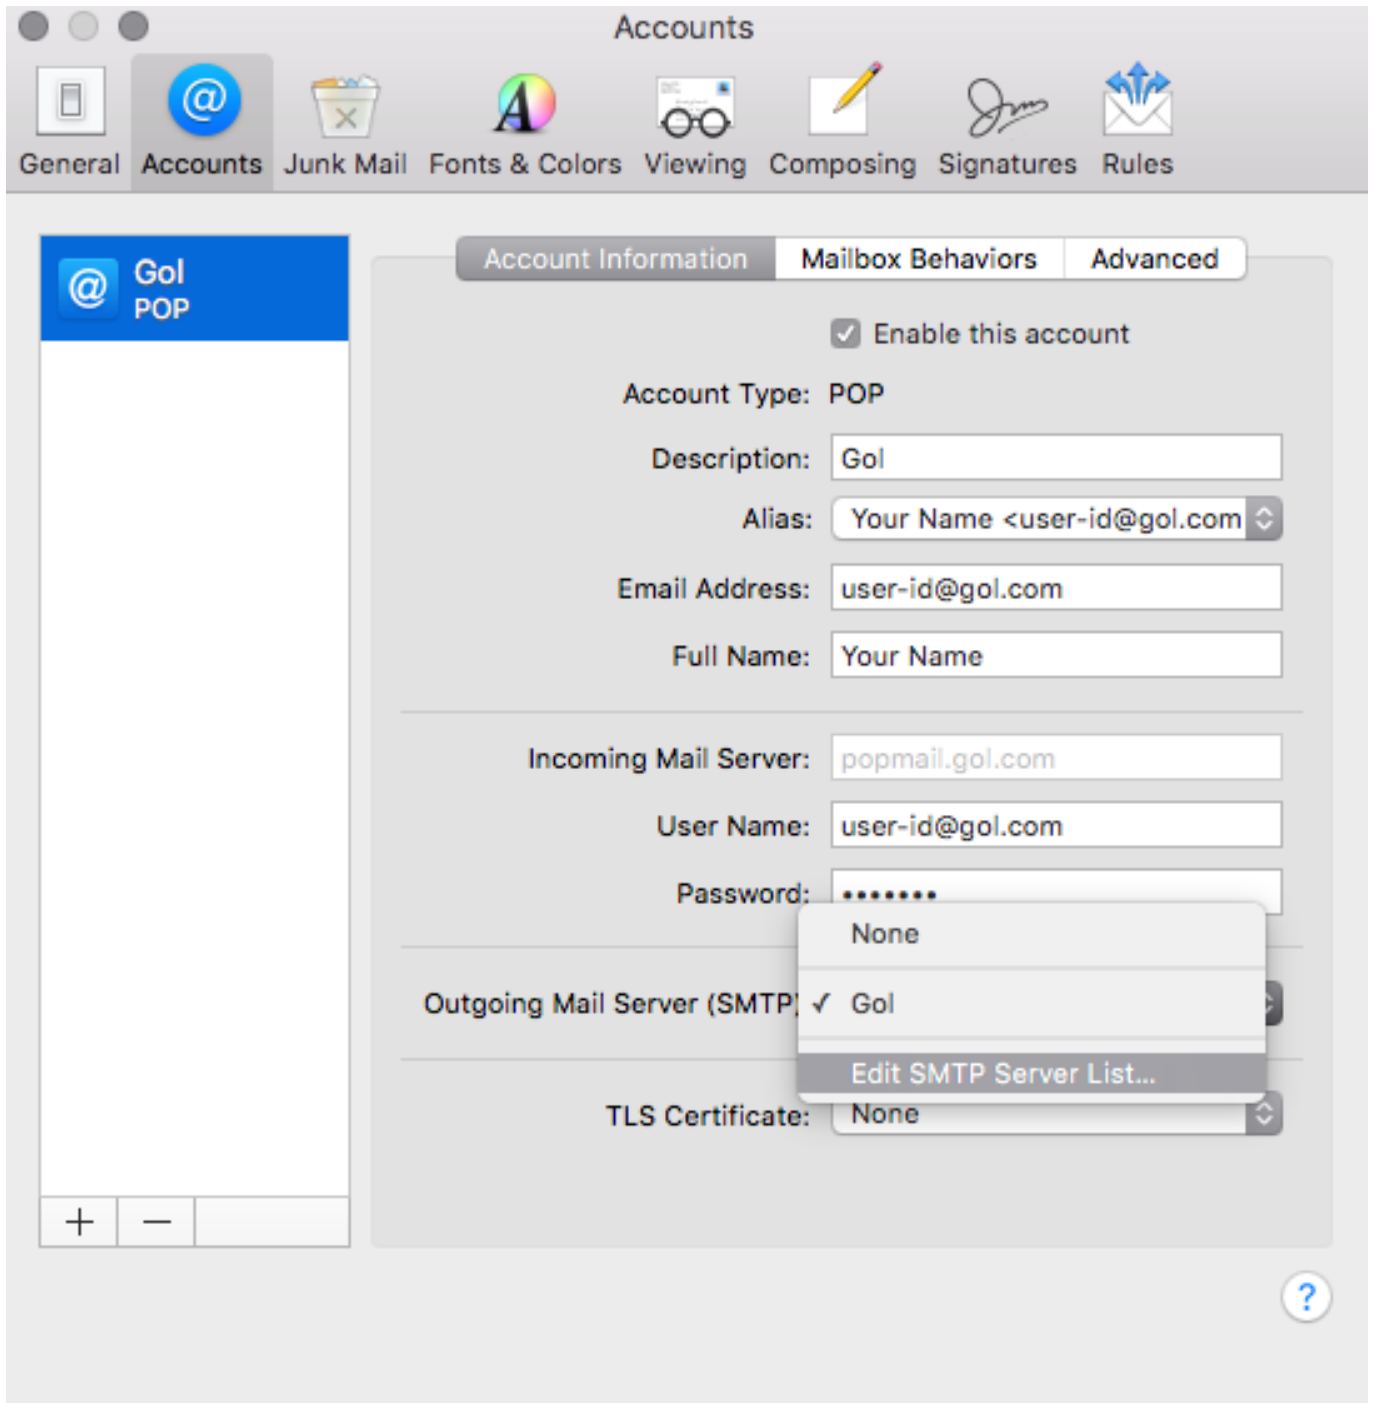 Accounts
General Accounts Junk Mail Fonts & Colors Viewing Composing Signatures Rules
Gol
POP
Account Information Mailbox Behaviors Advanced
Enable this account
Account Type: POP
Description: Gol
Alias: Your Name <user-id@gol.com
Email Address: user-id@gol.com
Full Name: Your Name
Incoming Mail Server: popmail.gol.com
User Name: user-id@gol.com
Password: •••••••
None
Outgoing Mail Server (SMTP) ✓ Gol
Edit SMTP Server List...
TLS Certificate: None
+ −
?